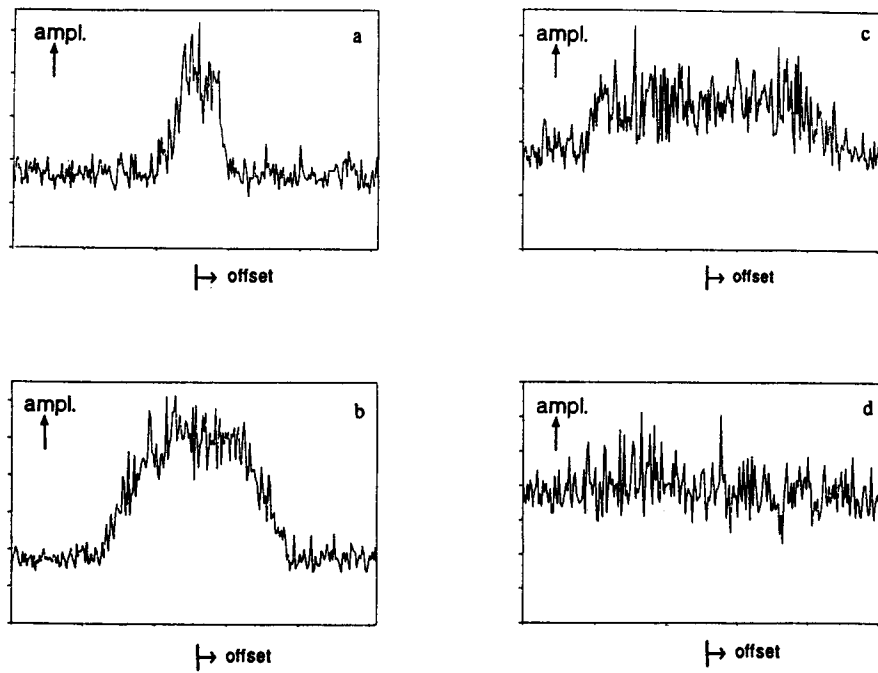 ampl.
a
offset
ampl.
c
offset
ampl.
b
offset
ampl.
d
offset